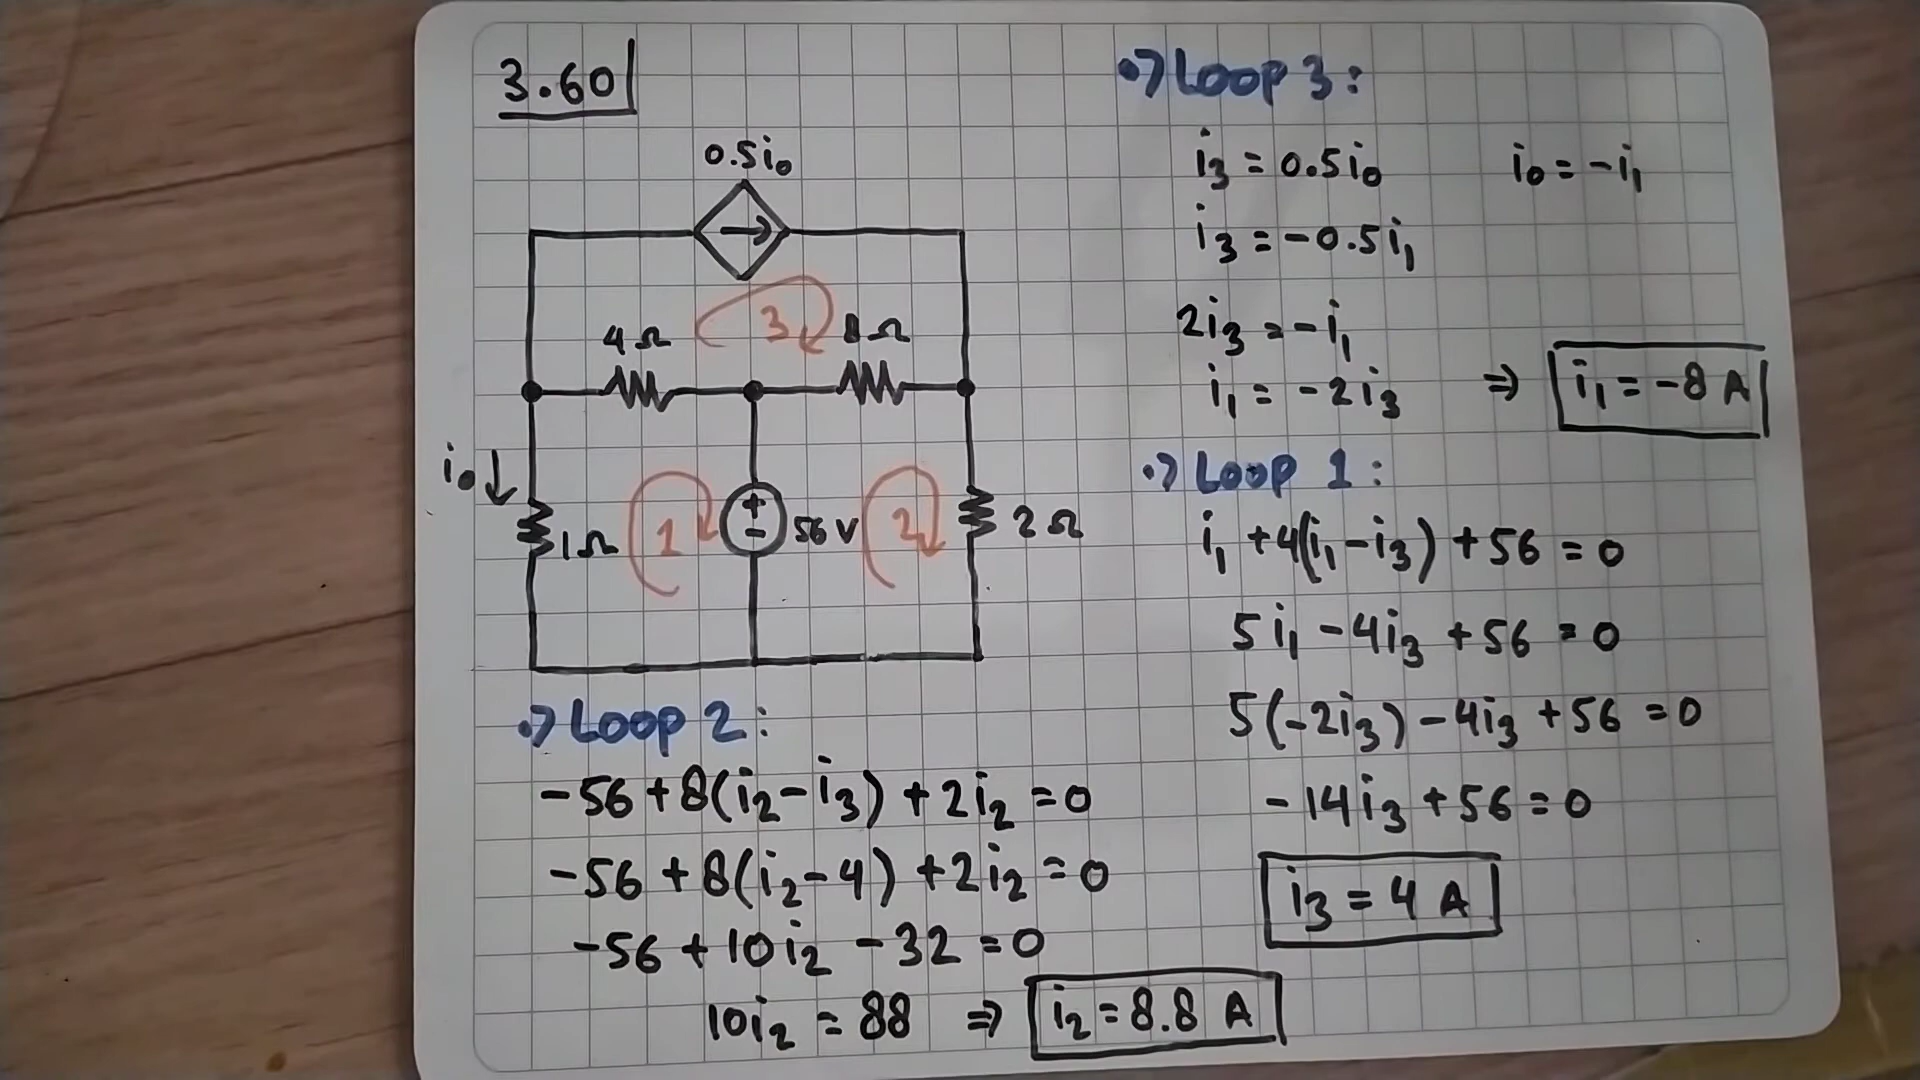 3.60
0.5i₀
4Ω 3 8Ω
i₀
1Ω 1 56 V 2 2Ω
+
-
•) Loop 2:
-56+8(i₂-i₃) +2i₂ =0
-56+8(i₂-4) +2i₂ =0
-56+10i₂ -32 =0
10i₂ = 88 ⇒ i₂=8.8 A
•) Loop 3:
i₃ = 0.5i₀ i₀ = -i₁
i₃ = -0.5i₁
2i₃ = -i₁
i₁ = -2i₃ ⇒ i₁ = -8 A
•) Loop 1:
i₁ +4(i₁-i₃) +56 =0
5i₁ -4i₃ +56 =0
5(-2i₃) -4i₃ +56 =0
-14i₃ +56 =0
i₃ = 4 A